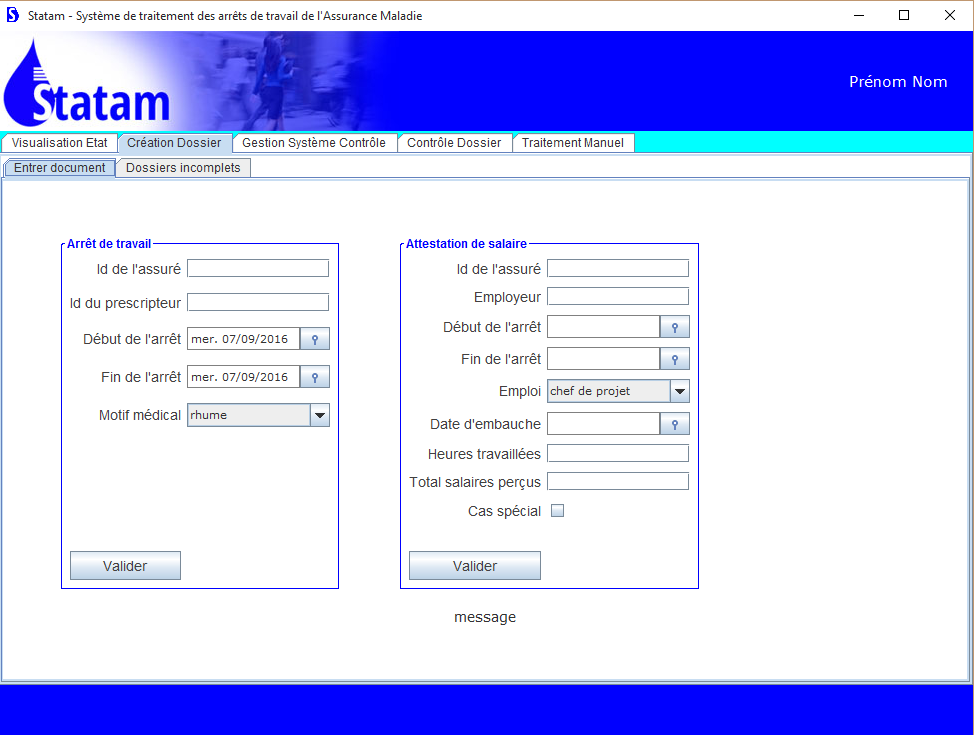 Statam - Système de traitement des arrêts de travail de l'Assurance Maladie
Statam
Prénom Nom
Visualisation Etat
Création Dossier
Gestion Système Contrôle
Contrôle Dossier
Traitement Manuel
Entrer document
Dossiers incomplets
Arrêt de travail
Id de l'assuré
Id du prescripteur
Début de l'arrêt mer. 07/09/2016
Fin de l'arrêt mer. 07/09/2016
Motif médical rhume
Valider
Attestation de salaire
Id de l'assuré
Employeur
Début de l'arrêt
Fin de l'arrêt
Emploi chef de projet
Date d'embauche
Heures travaillées
Total salaires perçus
Cas spécial
Valider
message